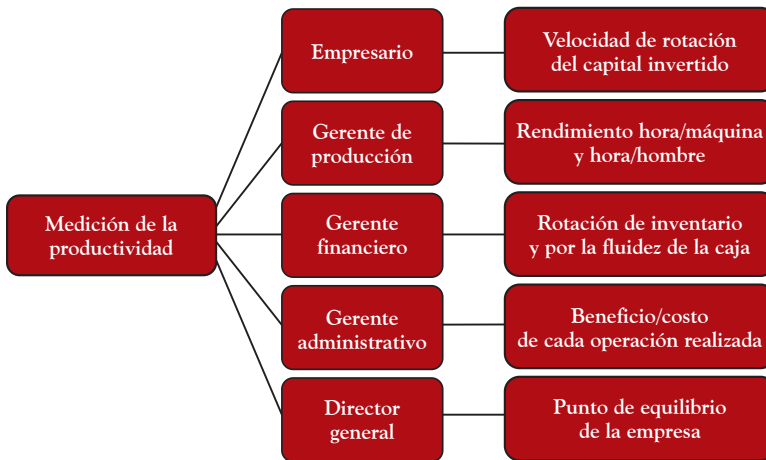 Medición de la
productividad
Empresario
Velocidad de rotación
del capital invertido
Gerente de
producción
Rendimiento hora/máquina
y hora/hombre
Gerente
financiero
Rotación de inventario
y por la fluidez de la caja
Gerente
administrativo
Beneficio/costo
de cada operación realizada
Director
general
Punto de equilibrio
de la empresa